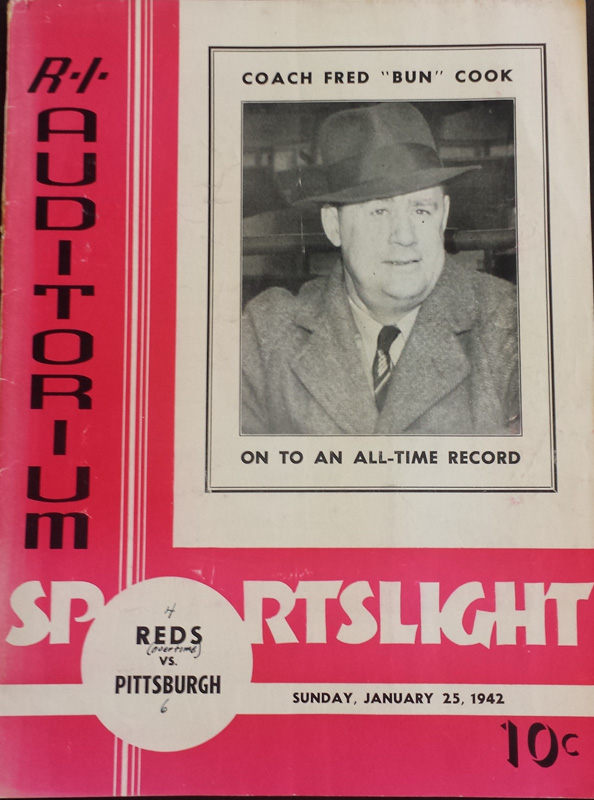 R·I·
AUDITORIUM
COACH FRED "BUN" COOK
ON TO AN ALL-TIME RECORD
SPORTSLIGHT
4
REDS
(overtime)
VS.
PITTSBURGH
6
SUNDAY, JANUARY 25, 1942
10c